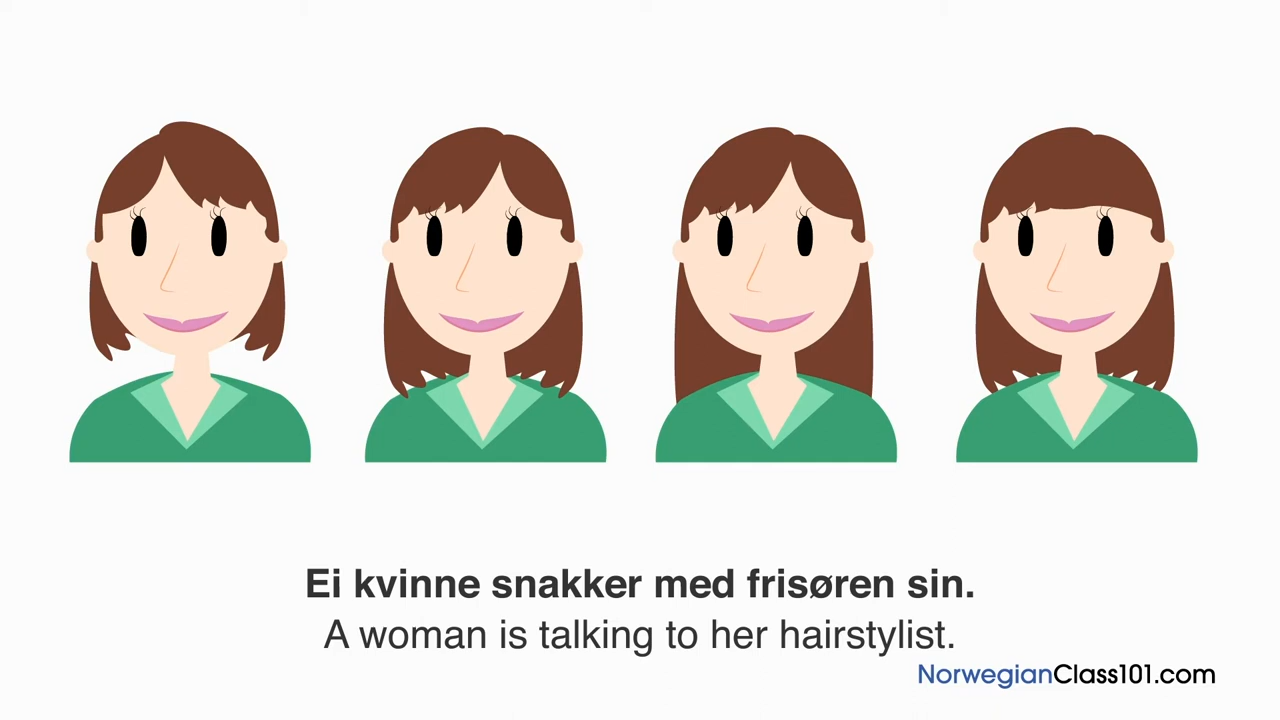 Ei kvinne snakker med frisøren sin.
A woman is talking to her hairstylist.
NorwegianClass101.com